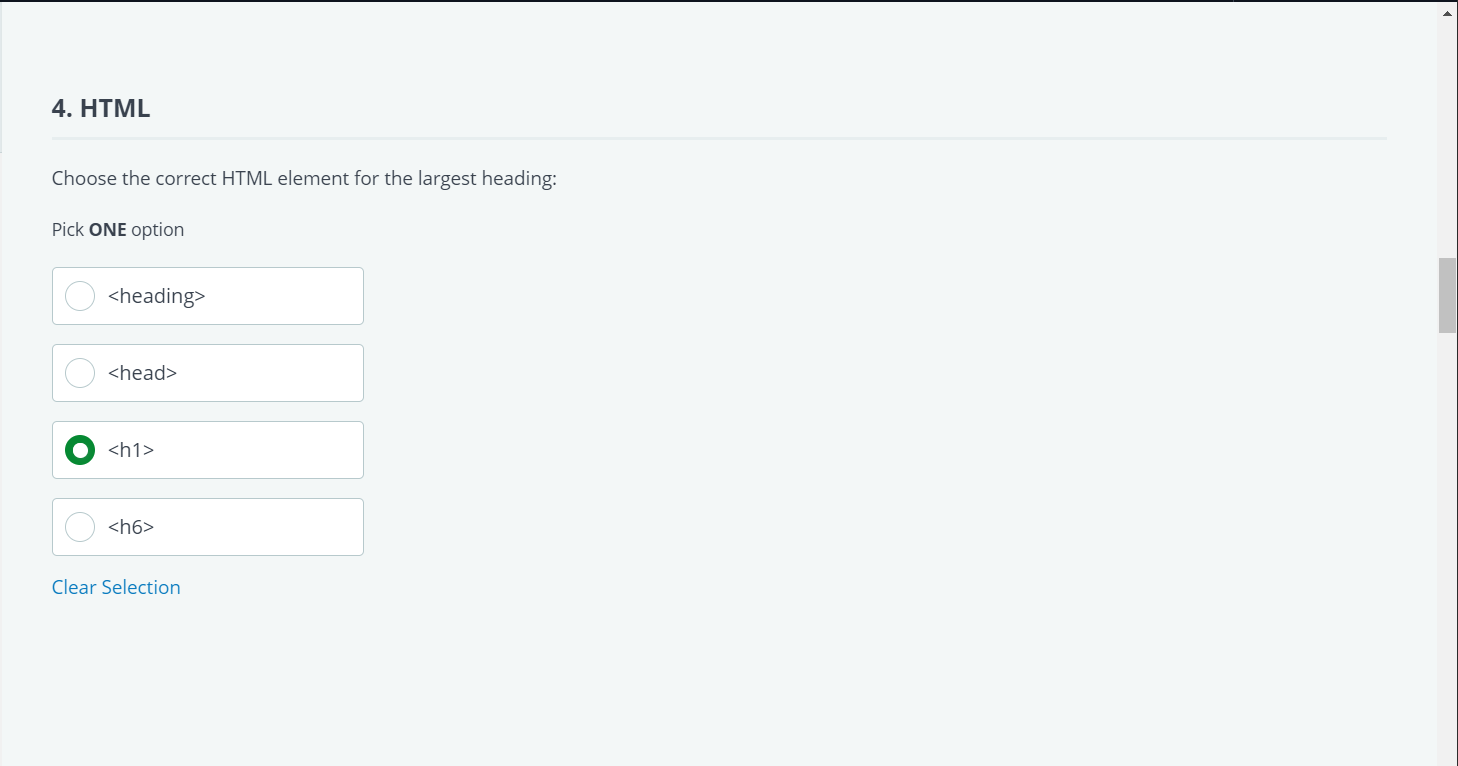 4. HTML
Choose the correct HTML element for the largest heading:
Pick ONE option
<heading>
<head>
<h1>
<h6>
Clear Selection